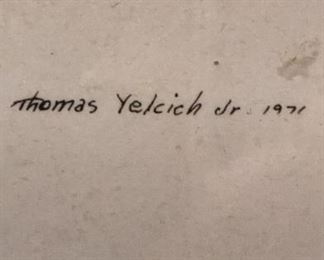 Thomas Yelcich Jr. 1971